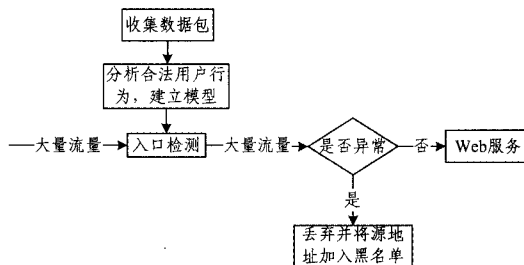 收集数据包
分析合法用户行
为，建立模型
大量流量
入口检测
大量流量
是否异常
否
Web服务
是
丢弃并将源地
址加入黑名单